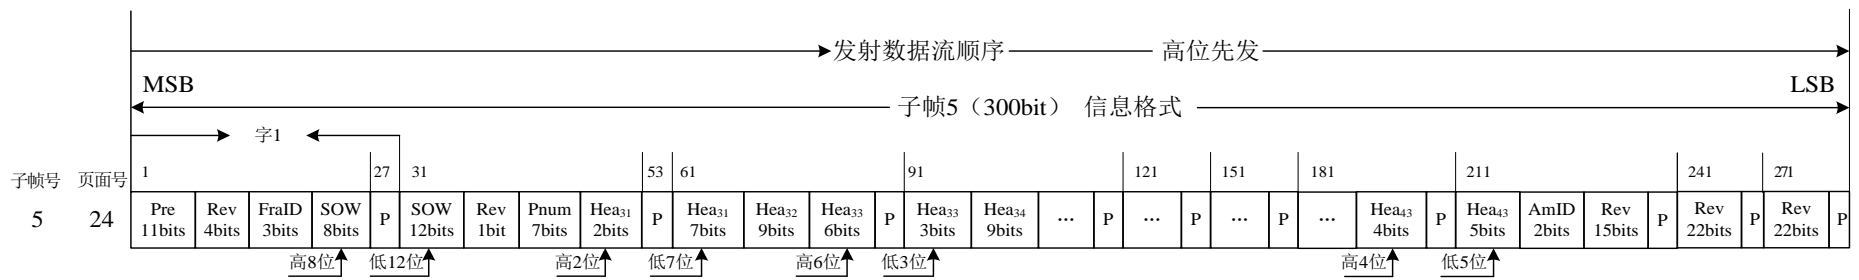 发射数据流顺序 高位先发
MSB LSB
子帧5（300bit） 信息格式
字1
子帧号 页面号 1 27 31 53 61 91 121 151 181 211 241 271
5 24 Pre 11bits Rev 4bits FraID 3bits SOW 8bits P SOW 12bits Rev 1bit Pnum 7bits Hea31 2bits P Hea31 7bits Hea32 9bits Hea33 6bits P Hea33 3bits Hea34 9bits ... P ... P ... P ... Hea43 4bits P Hea43 5bits AmID 2bits Rev 15bits P Rev 22bits P Rev 22bits P
高8位 低12位 高2位 低7位 高6位 低3位 高4位 低5位